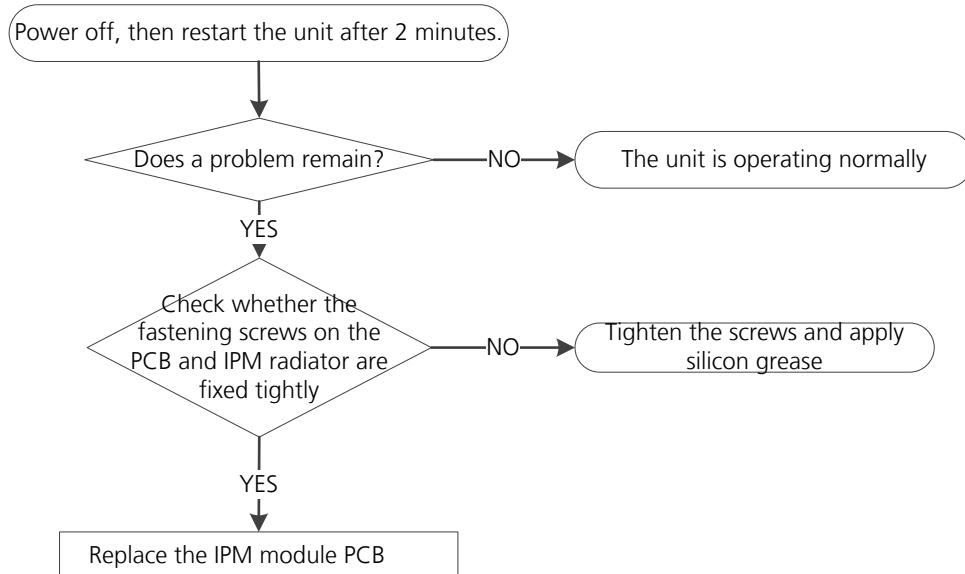 Power off, then restart the unit after 2 minutes.
Does a problem remain?
NO
The unit is operating normally
YES
Check whether the
fastening screws on the
PCB and IPM radiator are
fixed tightly
NO
Tighten the screws and apply
silicon grease
YES
Replace the IPM module PCB